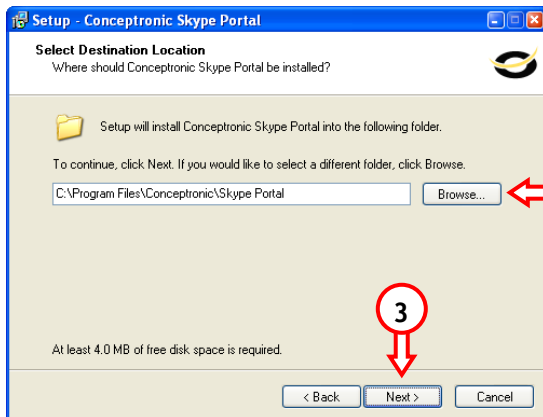 Setup - Conceptronic Skype Portal
Select Destination Location
Where should Conceptronic Skype Portal be installed?
Setup will install Conceptronic Skype Portal into the following folder.
To continue, click Next. If you would like to select a different folder, click Browse.
C:\Program Files\Conceptronic\Skype Portal
Browse...
3
At least 4.0 MB of free disk space is required.
< Back
Next >
Cancel